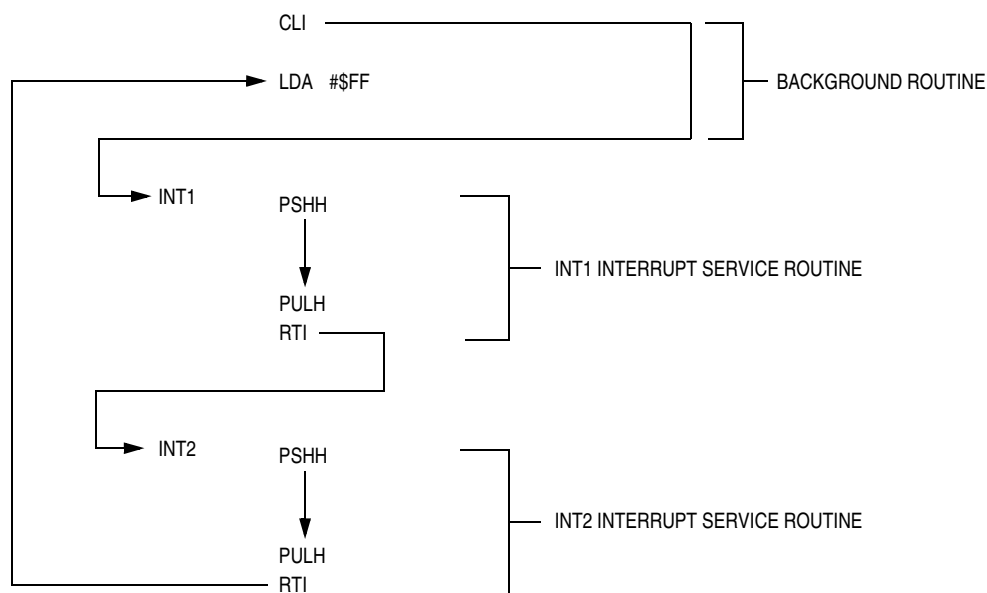 CLI
LDA #$FF
BACKGROUND ROUTINE
INT1
PSHH
INT1 INTERRUPT SERVICE ROUTINE
PULH
RTI
INT2
PSHH
INT2 INTERRUPT SERVICE ROUTINE
PULH
RTI